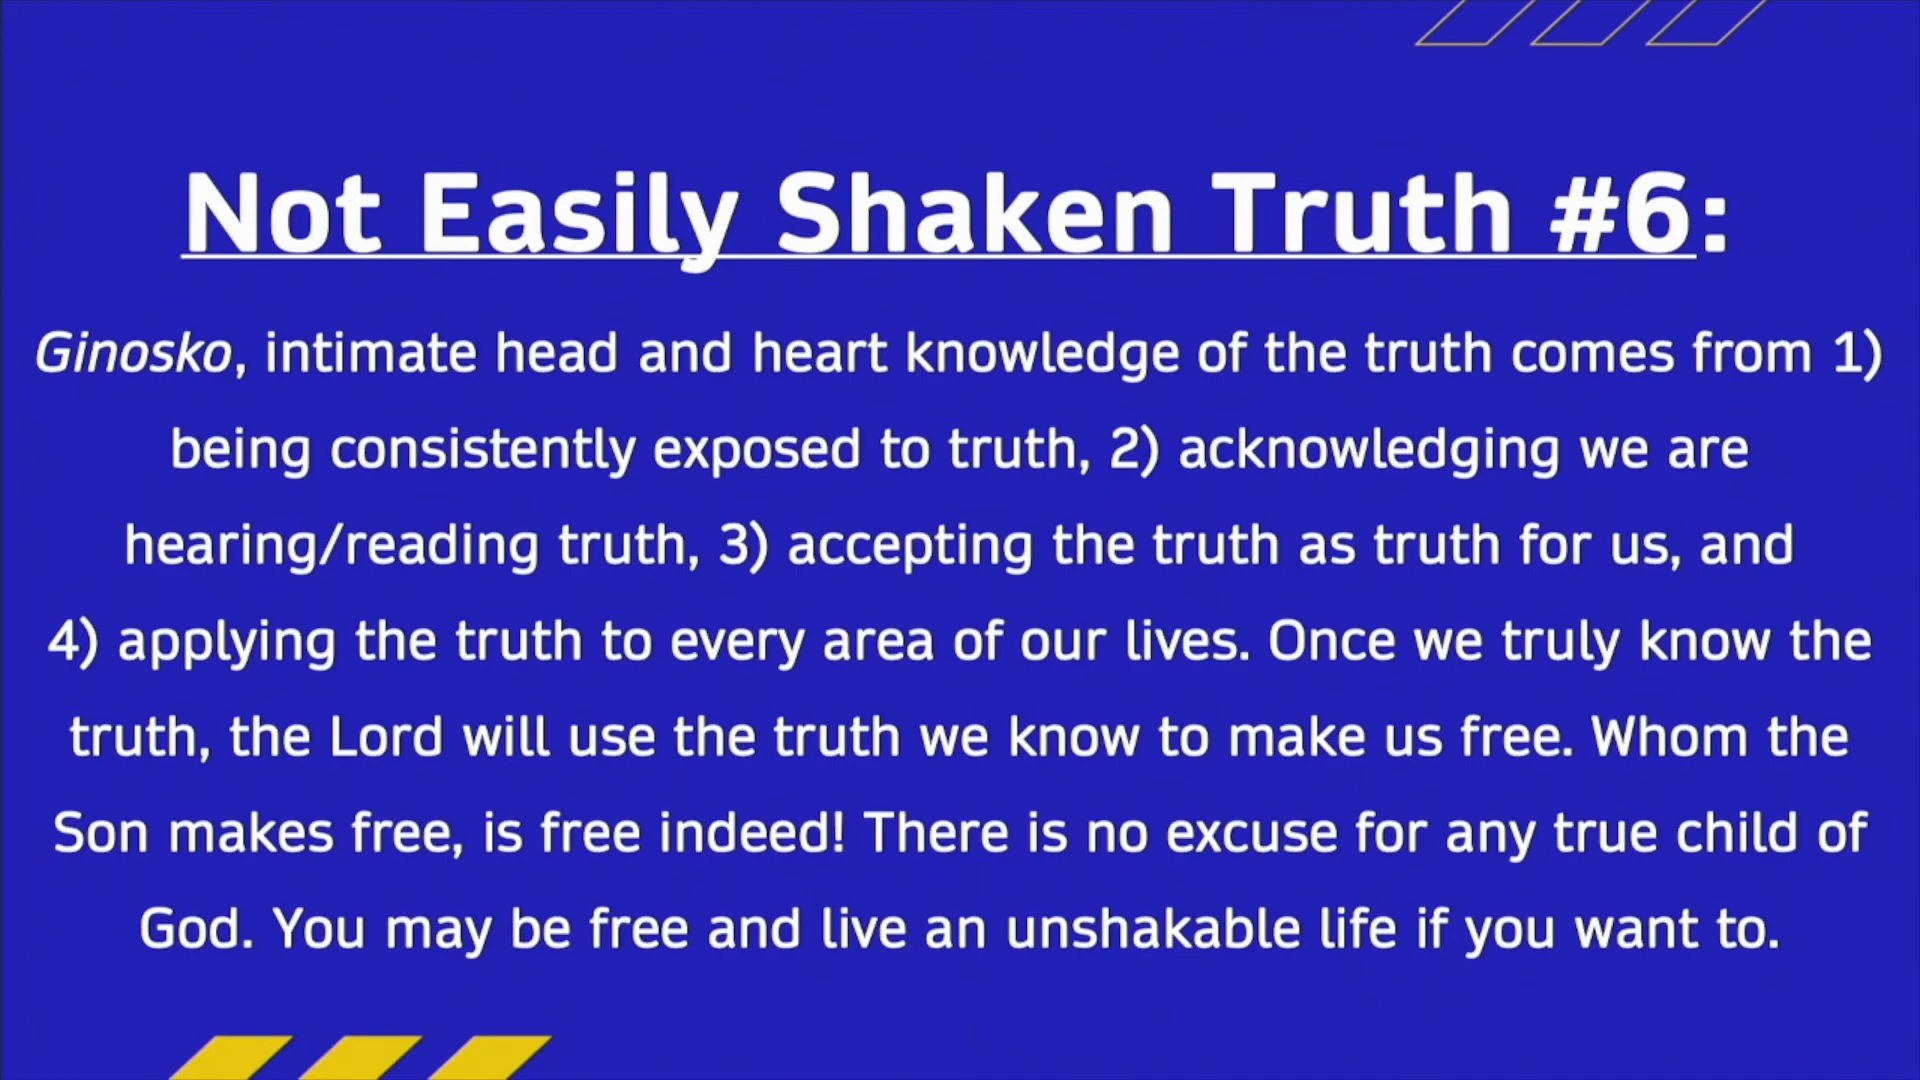 Not Easily Shaken Truth #6:
Ginosko, intimate head and heart knowledge of the truth comes from 1)
being consistently exposed to truth, 2) acknowledging we are
hearing/reading truth, 3) accepting the truth as truth for us, and
4) applying the truth to every area of our lives. Once we truly know the
truth, the Lord will use the truth we know to make us free. Whom the
Son makes free, is free indeed! There is no excuse for any true child of
God. You may be free and live an unshakable life if you want to.